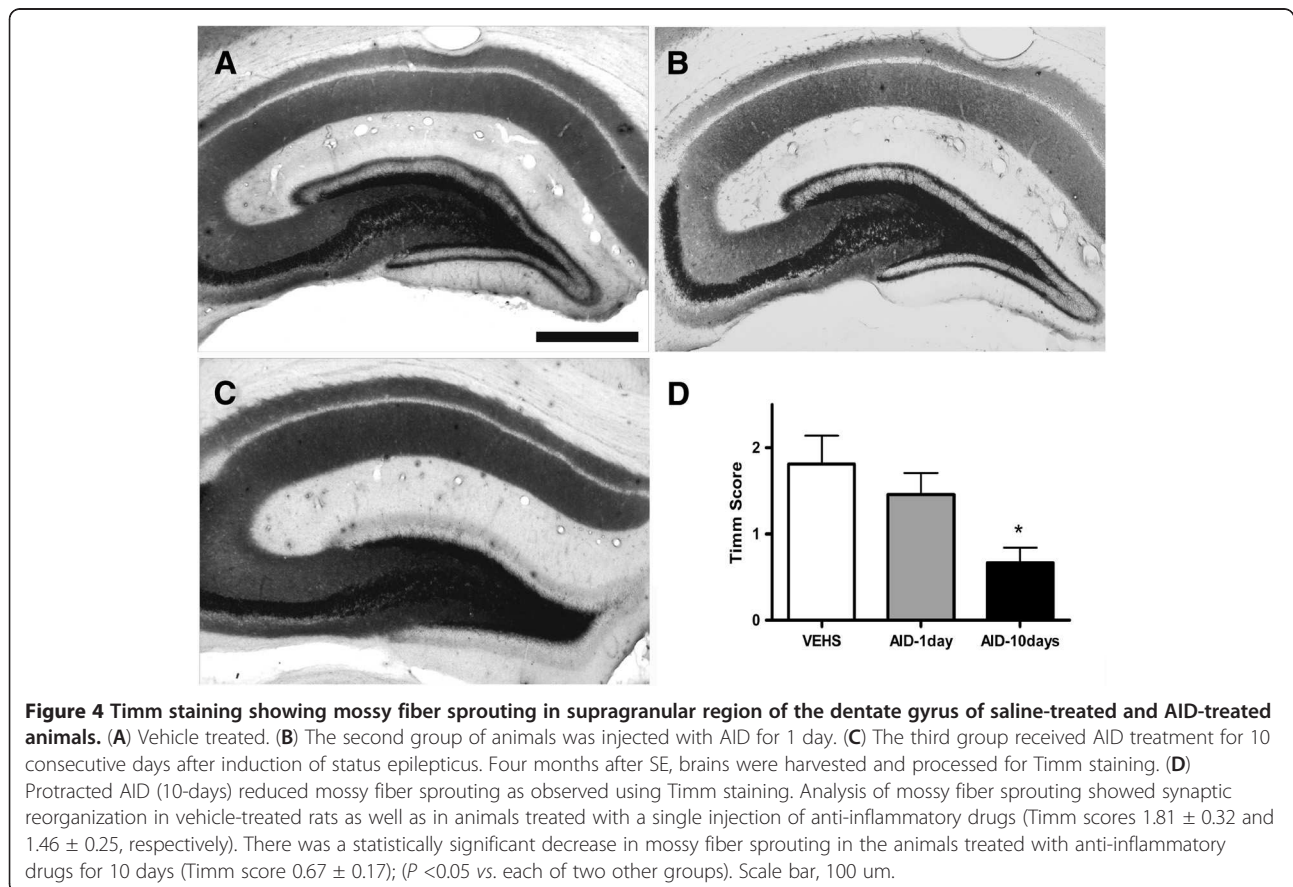 A
B
C
D
2
1
0
Timm Score
*
VEHS
AID-1day
AID-10days
Figure 4 Timm staining showing mossy fiber sprouting in supragranular region of the dentate gyrus of saline-treated and AID-treated
animals. (A) Vehicle treated. (B) The second group of animals was injected with AID for 1 day. (C) The third group received AID treatment for 10
consecutive days after induction of status epilepticus. Four months after SE, brains were harvested and processed for Timm staining. (D)
Protracted AID (10-days) reduced mossy fiber sprouting as observed using Timm staining. Analysis of mossy fiber sprouting showed synaptic
reorganization in vehicle-treated rats as well as in animals treated with a single injection of anti-inflammatory drugs (Timm scores 1.81 ± 0.32 and
1.46 ± 0.25, respectively). There was a statistically significant decrease in mossy fiber sprouting in the animals treated with anti-inflammatory
drugs for 10 days (Timm score 0.67 ± 0.17); (P <0.05 vs. each of two other groups). Scale bar, 100 um.